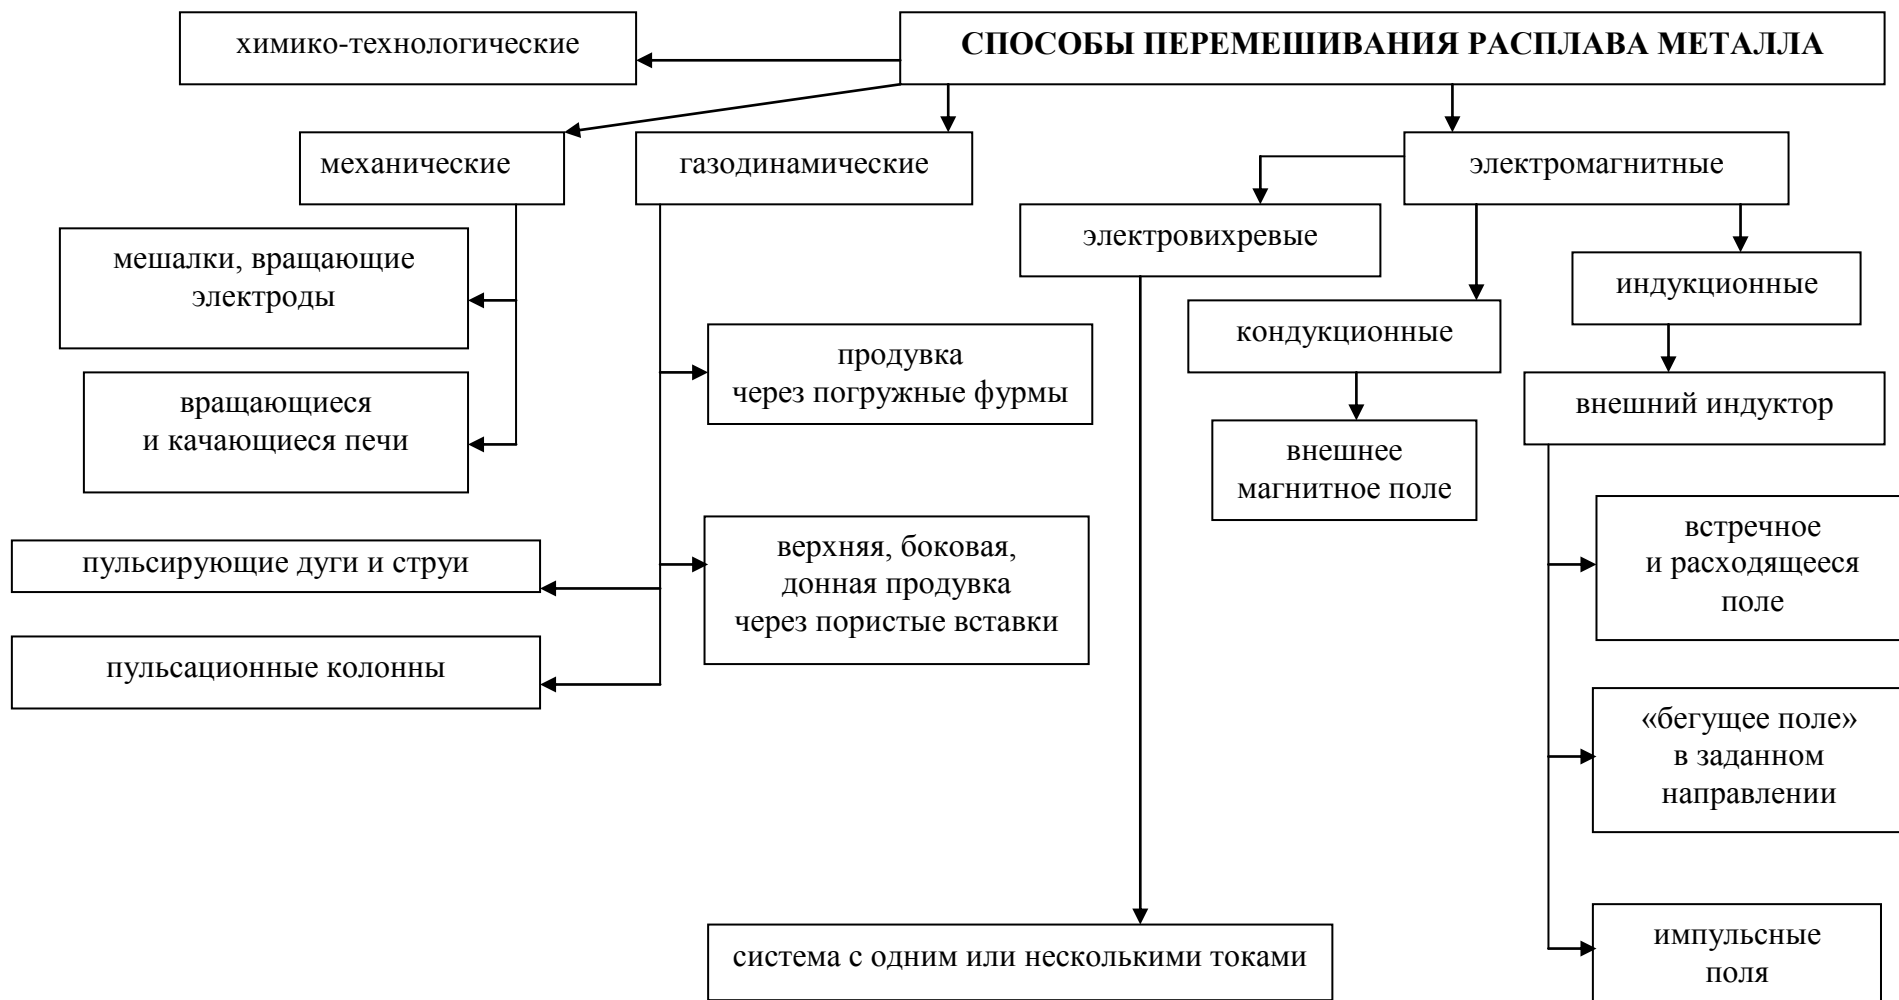 химико-технологические
СПОСОБЫ ПЕРЕМЕШИВАНИЯ РАСПЛАВА МЕТАЛЛА
механические
газодинамические
электромагнитные
мешалки, вращающие
электроды
электровихревые
индукционные
вращающиеся
и качающиеся печи
продувка
через погружные фурмы
кондукционные
внешний индуктор
внешнее
магнитное поле
пульсирующие дуги и струи
верхняя, боковая,
донная продувка
через пористые вставки
встречное
и расходящееся
поле
пульсационные колонны
«бегущее поле»
в заданном
направлении
система с одним или несколькими токами
импульсные
поля